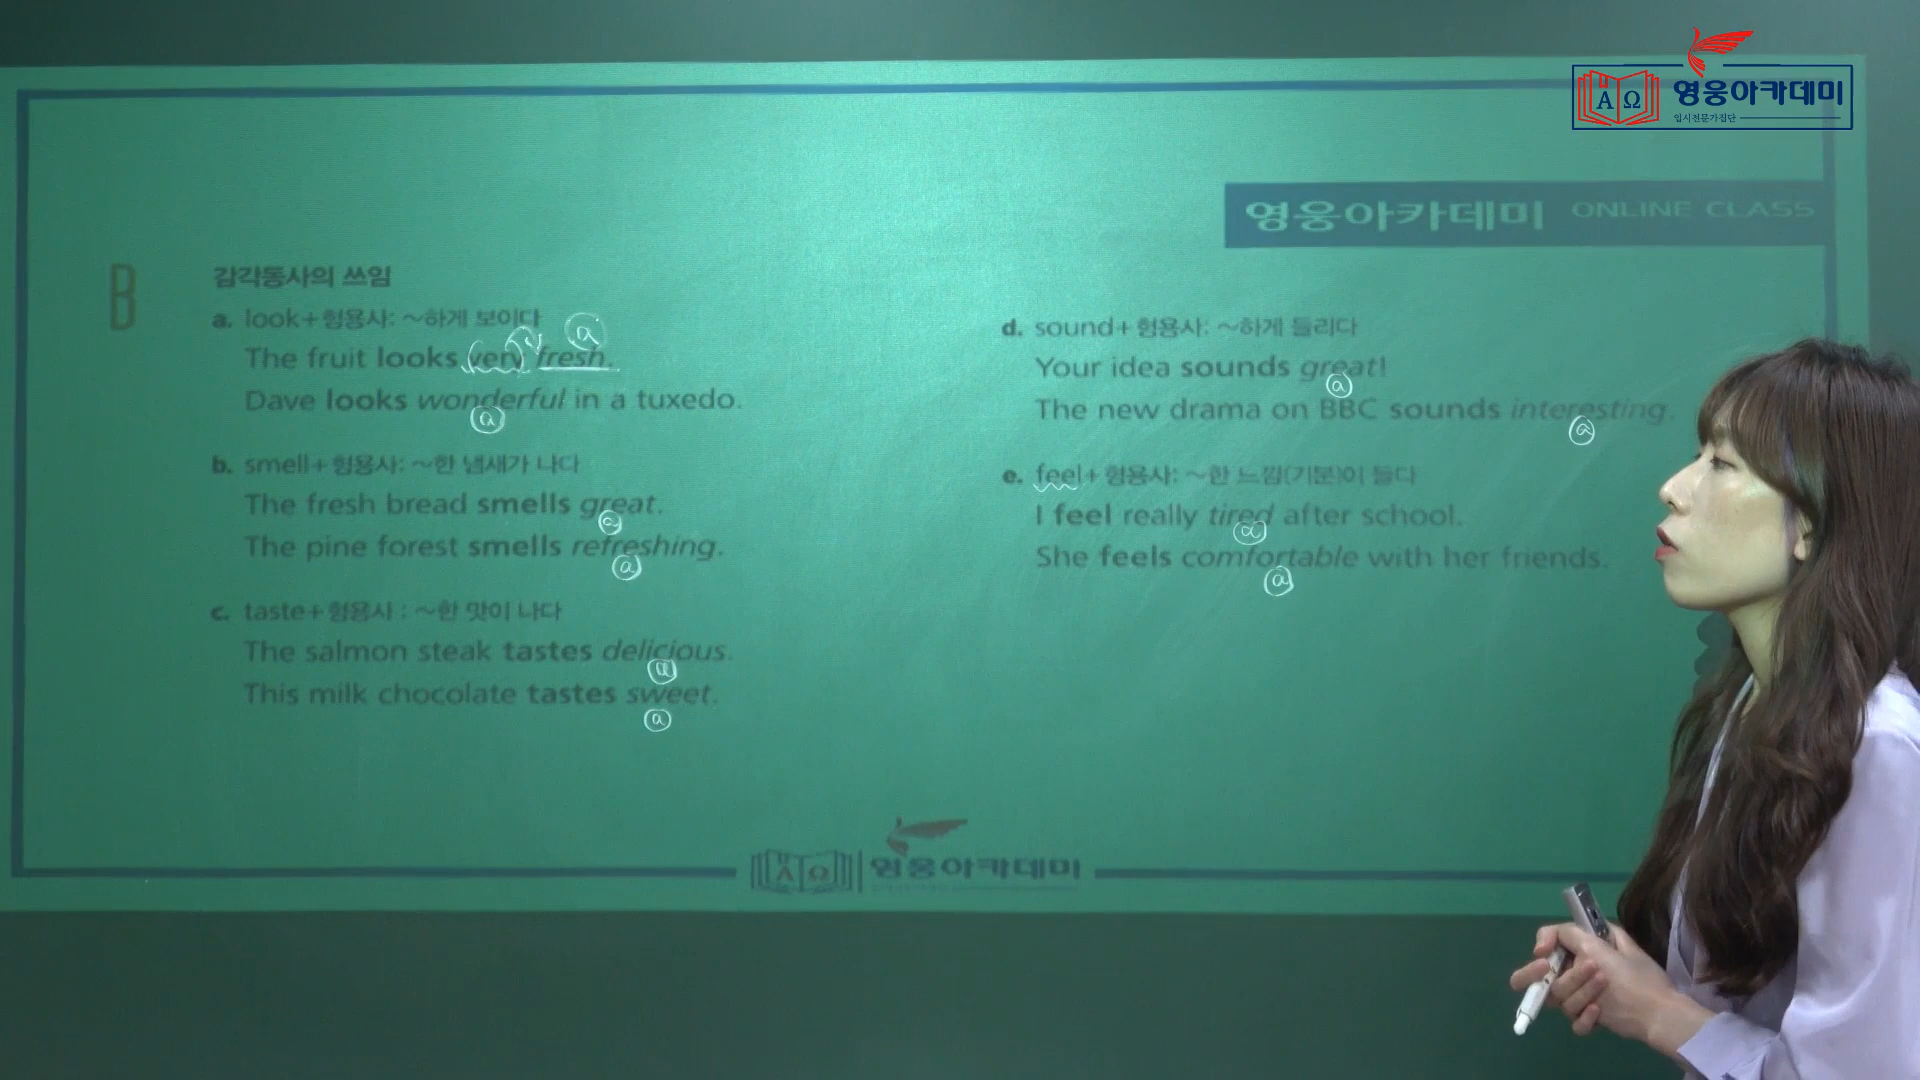 영웅아카데미
입시전문가집단
A Ω
영웅아카데미 ONLINE CLASS
B
감각동사의 쓰임
a. look+형용사: ~하게 보이다
The fruit looks very fresh.
Dave looks wonderful in a tuxedo.
b. smell+형용사: ~한 냄새가 나다
The fresh bread smells great.
The pine forest smells refreshing.
c. taste+형용사 : ~한 맛이 나다
The salmon steak tastes delicious.
This milk chocolate tastes sweet.
d. sound+형용사: ~하게 들리다
Your idea sounds great!
The new drama on BBC sounds interesting.
e. feel+형용사: ~한 느낌(기분)이 들다
I feel really tired after school.
She feels comfortable with her friends.
a
a
a
a
a
a
a
a
a
a
A Ω 영웅아카데미